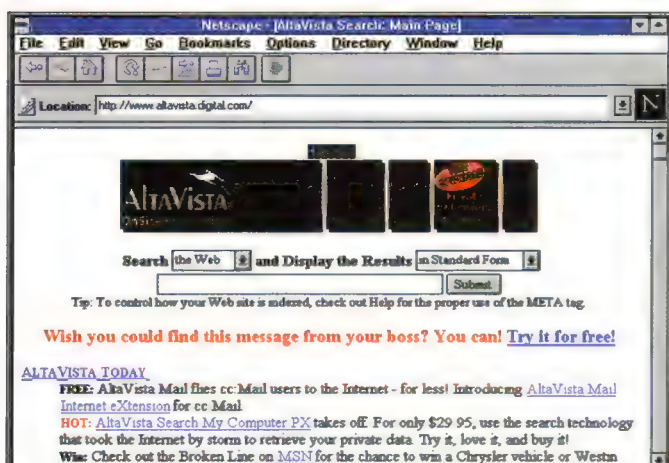 Netscape - [AltaVista Search: Main Page]
File Edit View Go Bookmarks Options Directory Window Help
Location: http://www.altavista.digital.com/
N
ALTAVISTA
Search the Web and Display the Results in Standard Form
Submit
Tip: To control how your Web site is indexed, check out Help for the proper use of the META tag.
Wish you could find this message from your boss? You can! Try it for free!
ALTAVISTA TODAY
FREE: AltaVista Mail flies cc:Mail users to the Internet - for less! Introducing AltaVista Mail
Internet eXtension for cc Mail
HOT: AltaVista Search My Computer PX takes off. For only $29 95, use the search technology
that took the Internet by storm to retrieve your private data. Try it, love it, and buy it!
Win: Check out the Broken Line on MSN for the chance to win a Chrysler vehicle or Westin